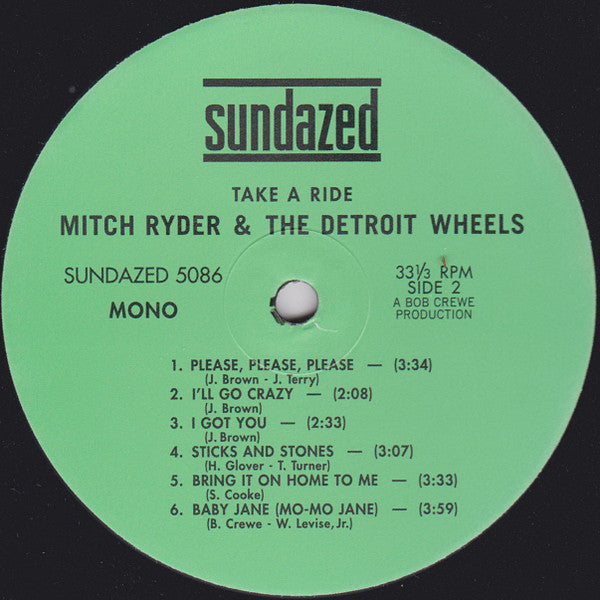 sundazed
TAKE A RIDE
MITCH RYDER & THE DETROIT WHEELS
SUNDAZED 5086
MONO
33⅓ RPM
SIDE 2
A BOB CREWE
PRODUCTION
1. PLEASE, PLEASE, PLEASE — (3:34)
(J. Brown - J. Terry)
2. I'LL GO CRAZY — (2:08)
(J. Brown)
3. I GOT YOU — (2:33)
(J. Brown)
4. STICKS AND STONES — (3:07)
(H. Glover - T. Turner)
5. BRING IT ON HOME TO ME — (3:33)
(S. Cooke)
6. BABY JANE (MO-MO JANE) — (3:59)
(B. Crewe - W. Levise, Jr.)